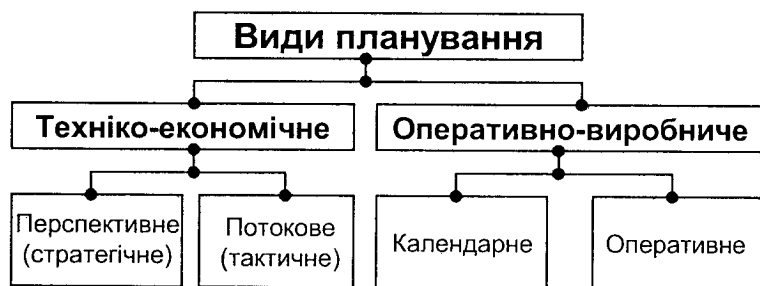 Види планування
Техніко-економічне
Оперативно-виробниче
Перспективне
(стратегічне)
Потокове
(тактичне)
Календарне
Оперативне